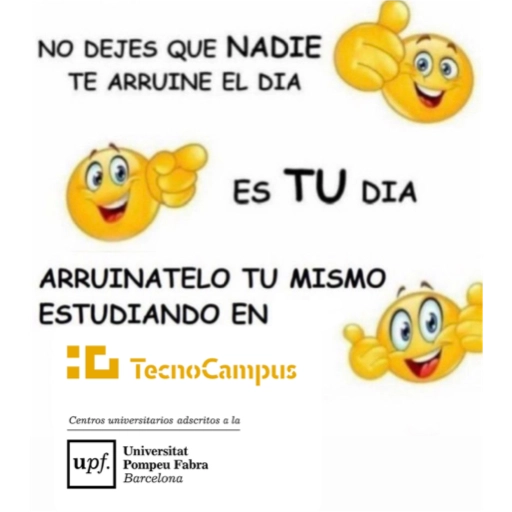 NO DEJES QUE NADIE
TE ARRUINE EL DIA
ES TU DIA
ARRUINATELO TU MISMO
ESTUDIANDO EN
TecnoCampus
Centros universitarios adscritos a la
upf.
Universitat
Pompeu Fabra
Barcelona